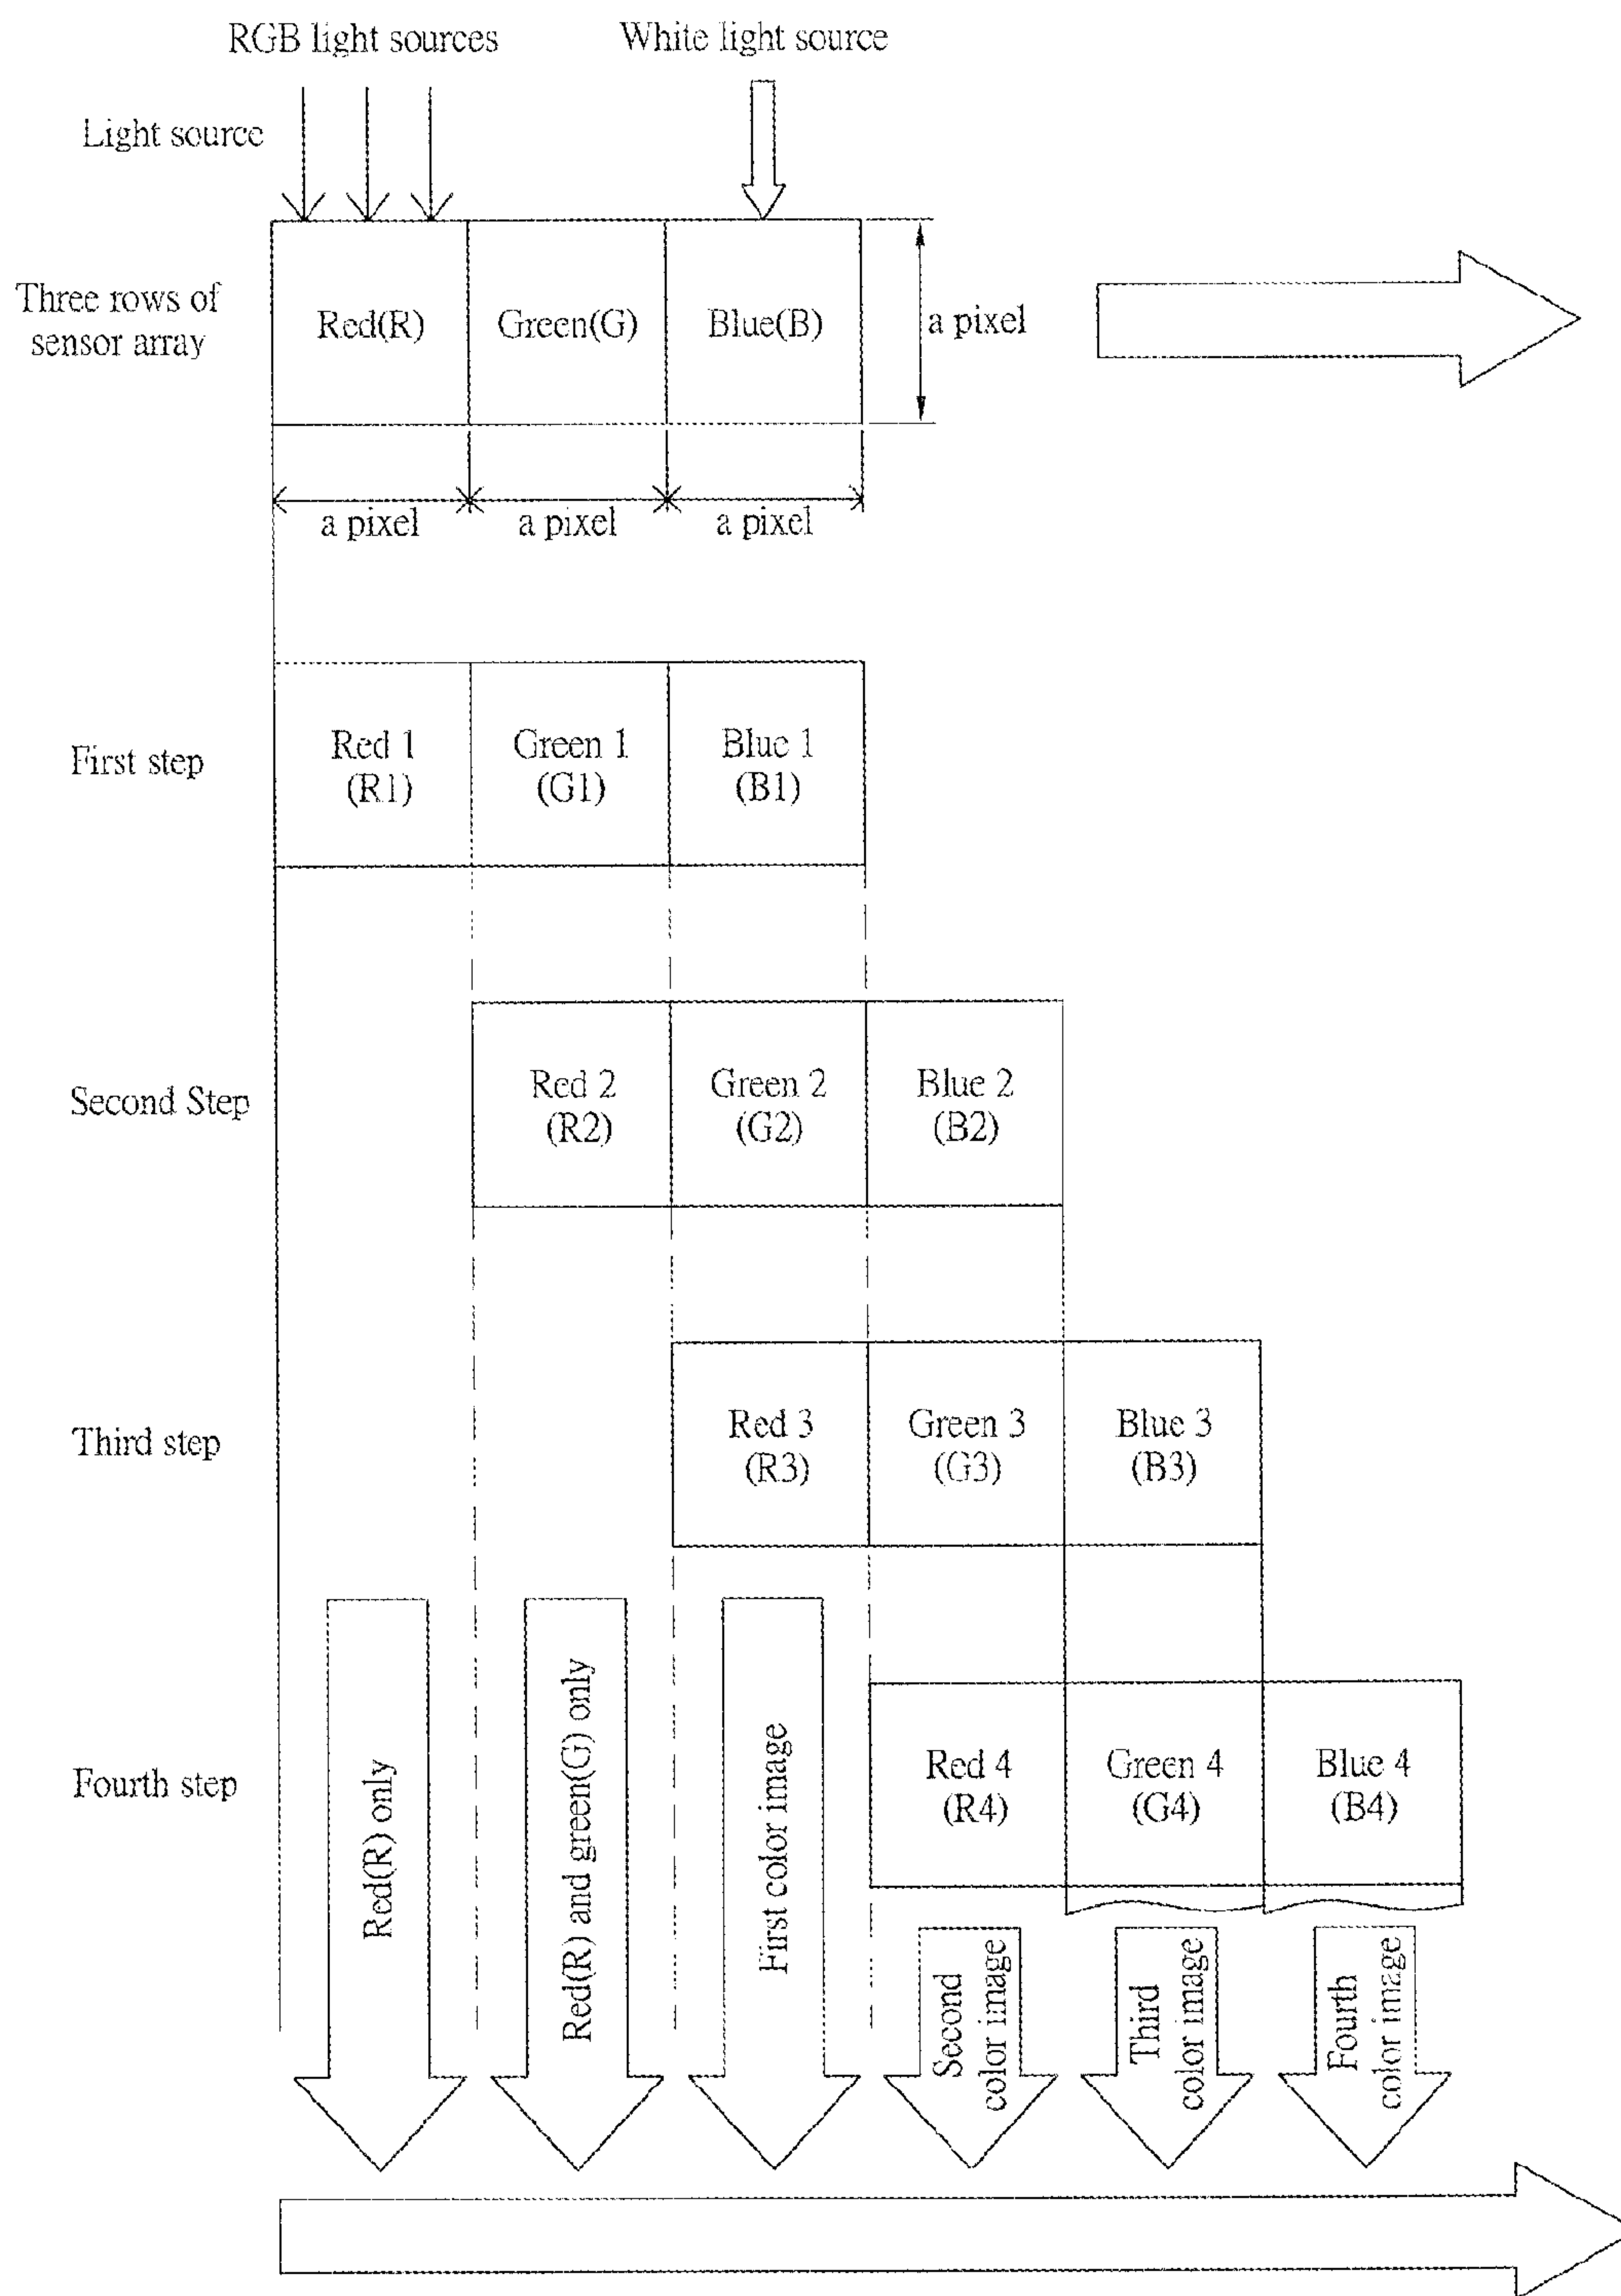 RGB light sources
White light source
Light source
Three rows of
sensor array
Red(R)
Green(G)
Blue(B)
a pixel
a pixel
a pixel
a pixel
First step
Red 1
(R1)
Green 1
(G1)
Blue 1
(B1)
Second Step
Red 2
(R2)
Green 2
(G2)
Blue 2
(B2)
Third step
Red 3
(R3)
Green 3
(G3)
Blue 3
(B3)
Fourth step
Red 4
(R4)
Green 4
(G4)
Blue 4
(B4)
Red(R) only
Red(R) and green(G) only
First color image
Second
color image
Third
color image
Fourth
color image